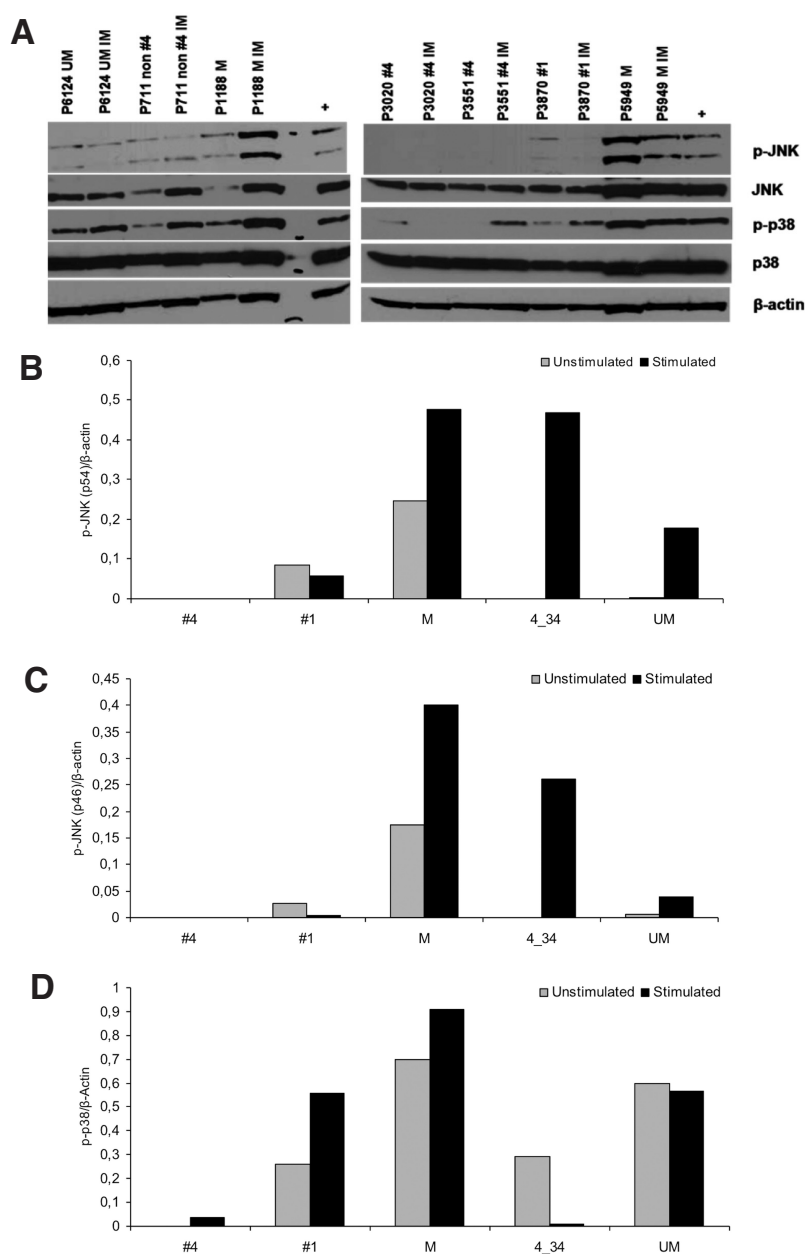 A
P6124 UM
P6124 UM IM
P711 non #4
P711 non #4 IM
P1188 M
P1188 M IM
+
P3020 #4
P3020 #4 IM
P3551 #4
P3551 #4 IM
P3870 #1
P3870 #1 IM
P5949 M
P5949 M IM
+
p-JNK
JNK
p-p38
p38
β-actin
B
Unstimulated Stimulated
p-JNK (p54)/β-actin
0,6
0,5
0,4
0,3
0,2
0,1
0
#4 #1 M 4_34 UM
C
Unstimulated Stimulated
p-JNK (p46)/β-actin
0,45
0,4
0,35
0,3
0,25
0,2
0,15
0,1
0,05
0
#4 #1 M 4_34 UM
D
Unstimulated Stimulated
p-p38/β-Actin
1
0,9
0,8
0,7
0,6
0,5
0,4
0,3
0,2
0,1
0
#4 #1 M 4_34 UM